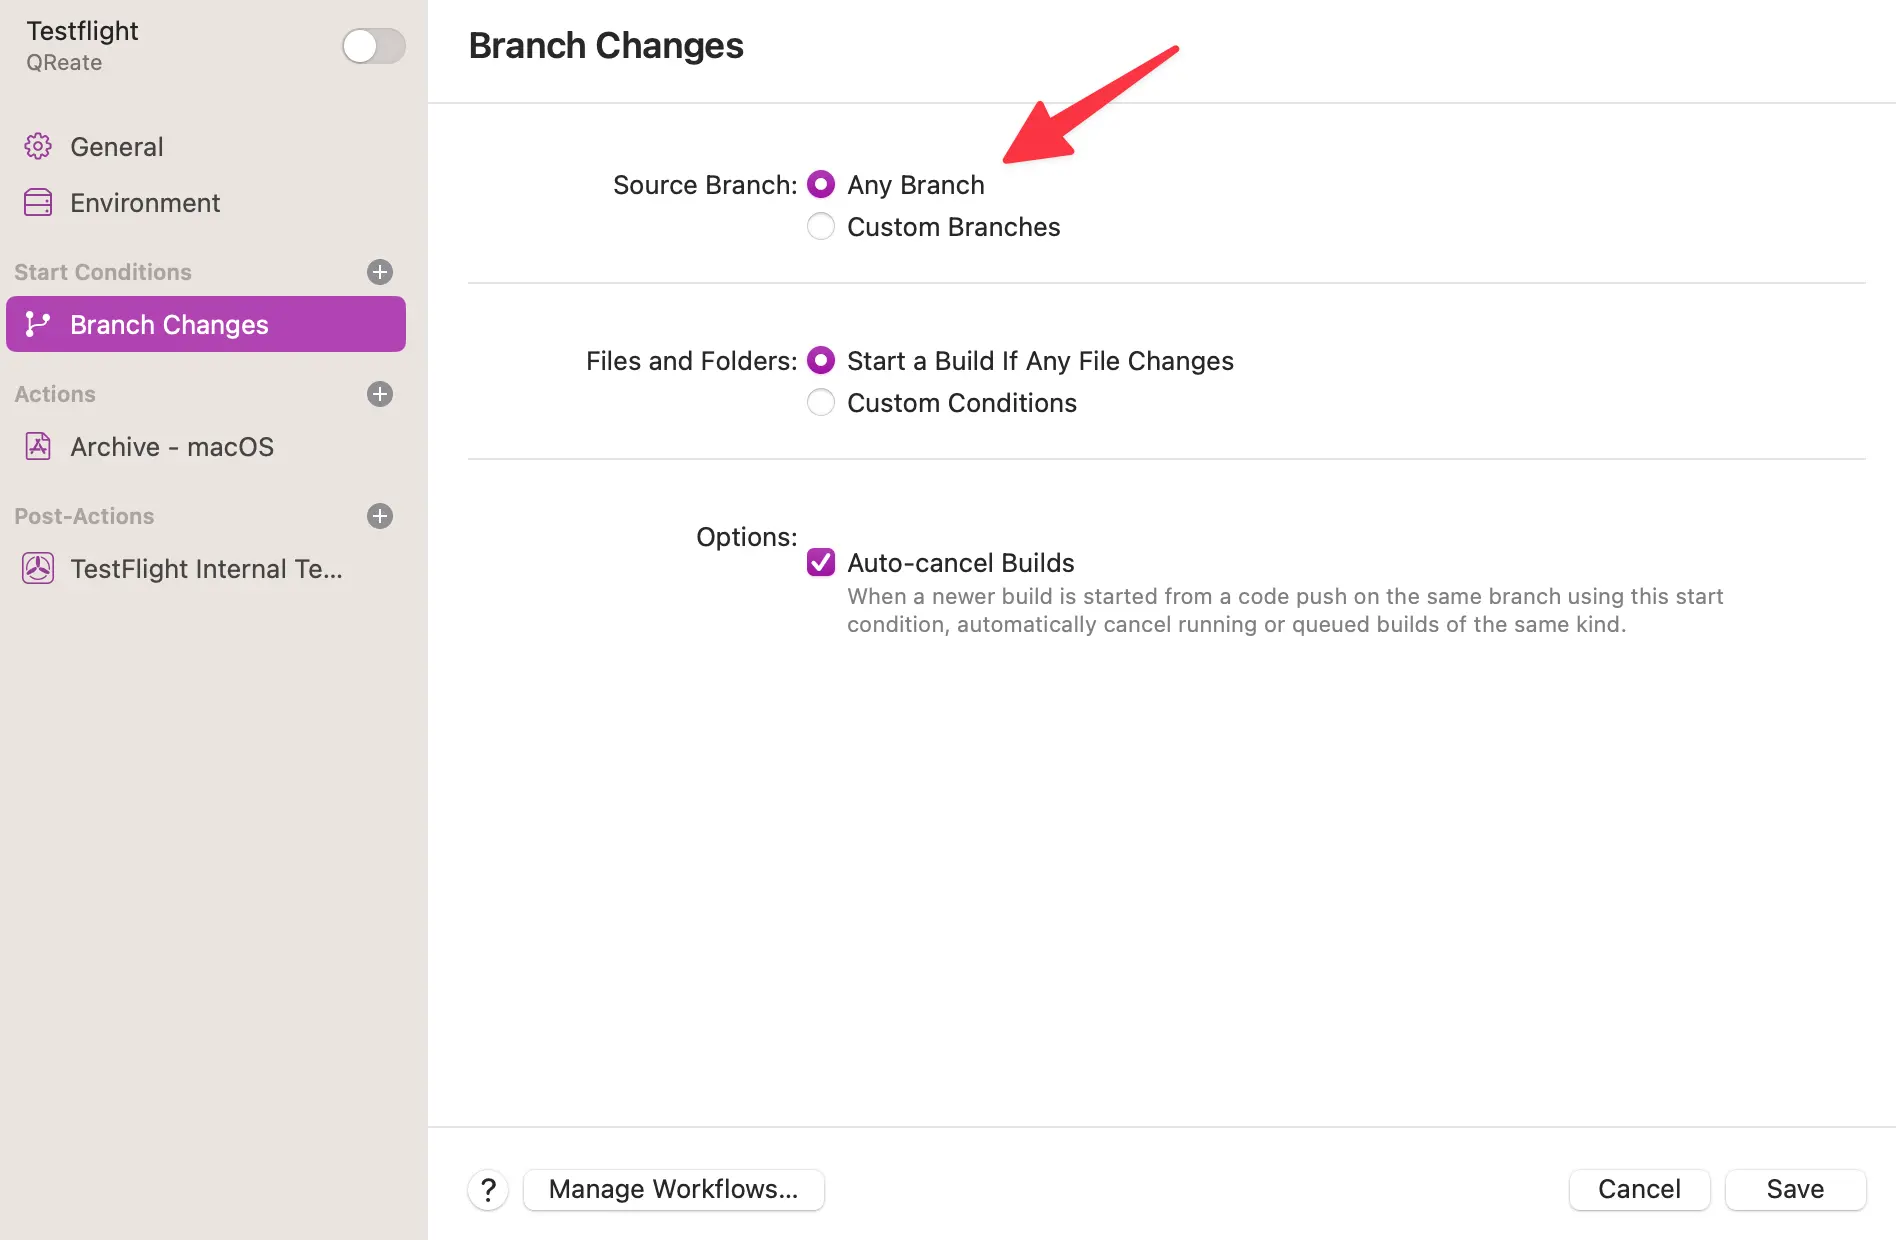 Testflight
QReate
General
Environment
Start Conditions
Branch Changes
Actions
Archive - macOS
Post-Actions
TestFlight Internal Te...
Branch Changes
Source Branch: Any Branch
Custom Branches
Files and Folders: Start a Build If Any File Changes
Custom Conditions
Options:
Auto-cancel Builds
When a newer build is started from a code push on the same branch using this start
condition, automatically cancel running or queued builds of the same kind.
? Manage Workflows... Cancel Save